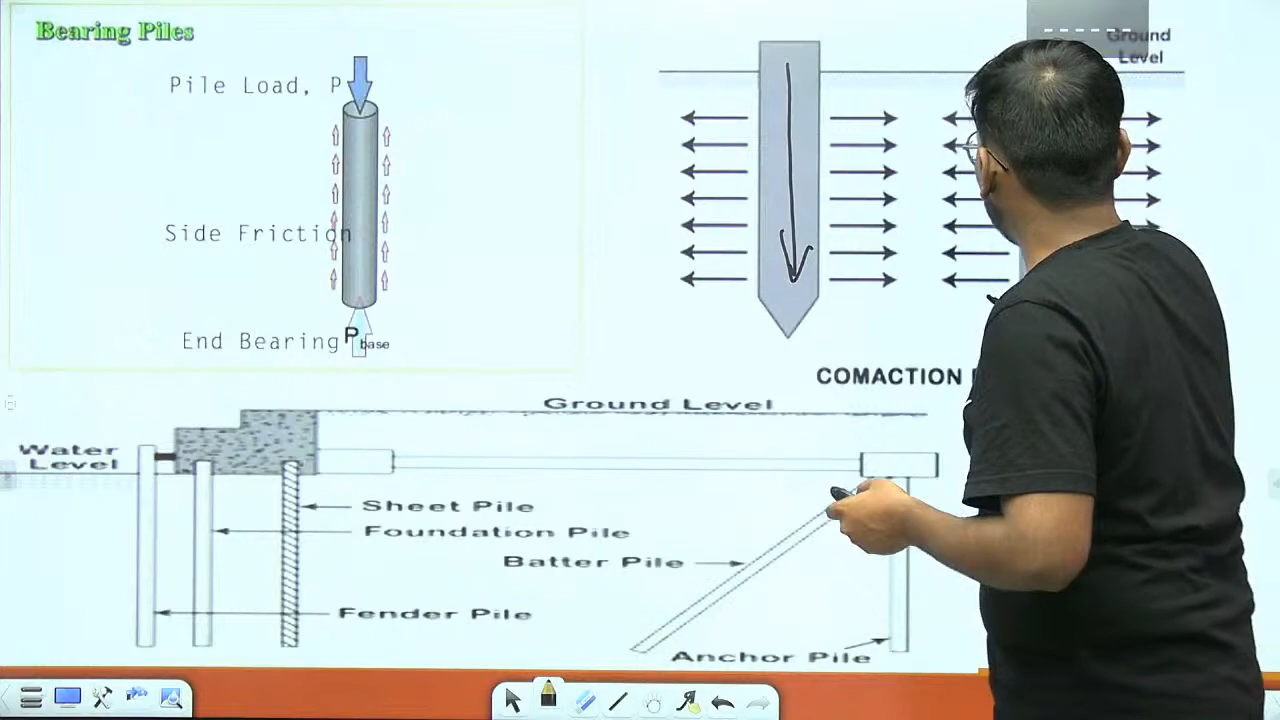 Bearing Piles
Pile Load, P
Side Friction
End Bearing
P base
Ground
Level
COMACTION
Ground Level
Water
Level
Sheet Pile
Foundation Pile
Batter Pile
Fender Pile
Anchor Pile